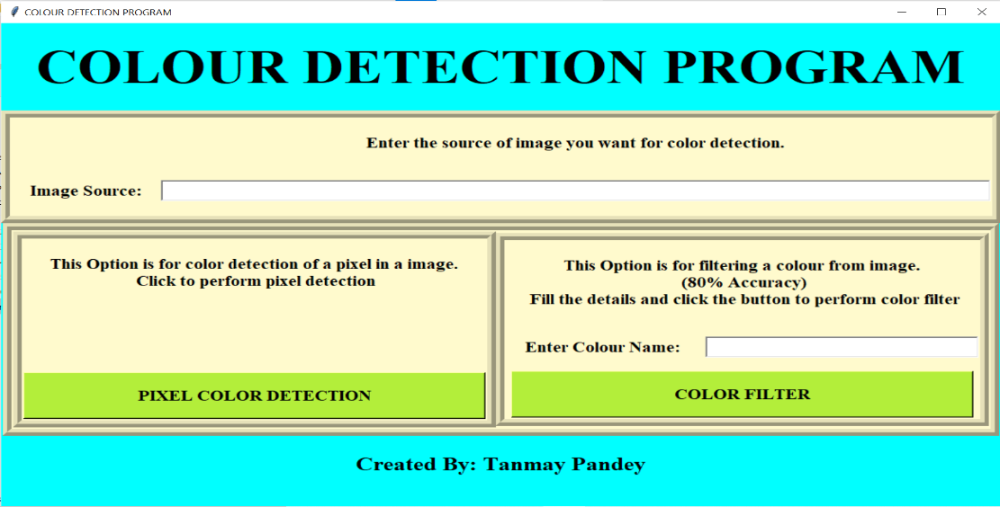 COLOUR DETECTION PROGRAM
COLOUR DETECTION PROGRAM
Enter the source of image you want for color detection.
Image Source:
This Option is for color detection of a pixel in a image.
Click to perform pixel detection
PIXEL COLOR DETECTION
This Option is for filtering a colour from image.
(80% Accuracy)
Fill the details and click the button to perform color filter
Enter Colour Name:
COLOR FILTER
Created By: Tanmay Pandey